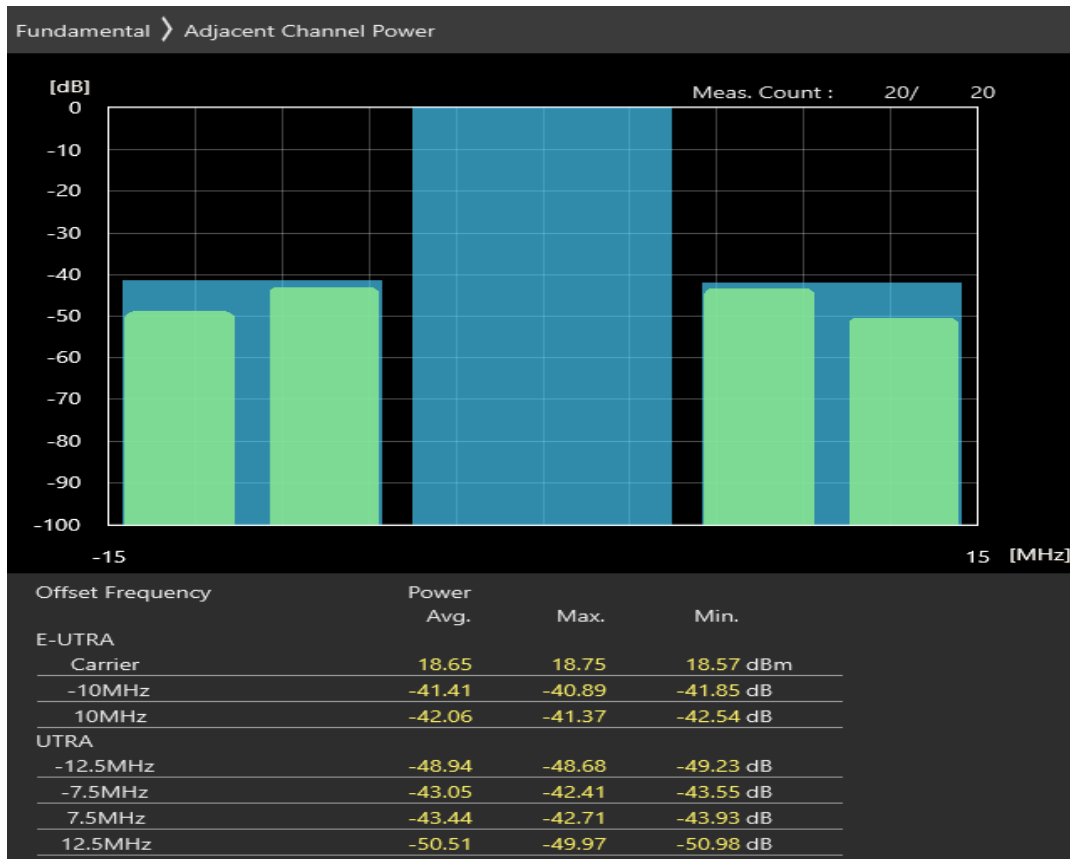 Fundamental ❯ Adjacent Channel Power
[dB]
Meas. Count : 20/ 20
0
-10
-20
-30
-40
-50
-60
-70
-80
-90
-100
-15 15 [MHz]
Offset Frequency Power
Avg. Max. Min.
E-UTRA
Carrier 18.65 18.75 18.57 dBm
-10MHz -41.41 -40.89 -41.85 dB
10MHz -42.06 -41.37 -42.54 dB
UTRA
-12.5MHz -48.94 -48.68 -49.23 dB
-7.5MHz -43.05 -42.41 -43.55 dB
7.5MHz -43.44 -42.71 -43.93 dB
12.5MHz -50.51 -49.97 -50.98 dB